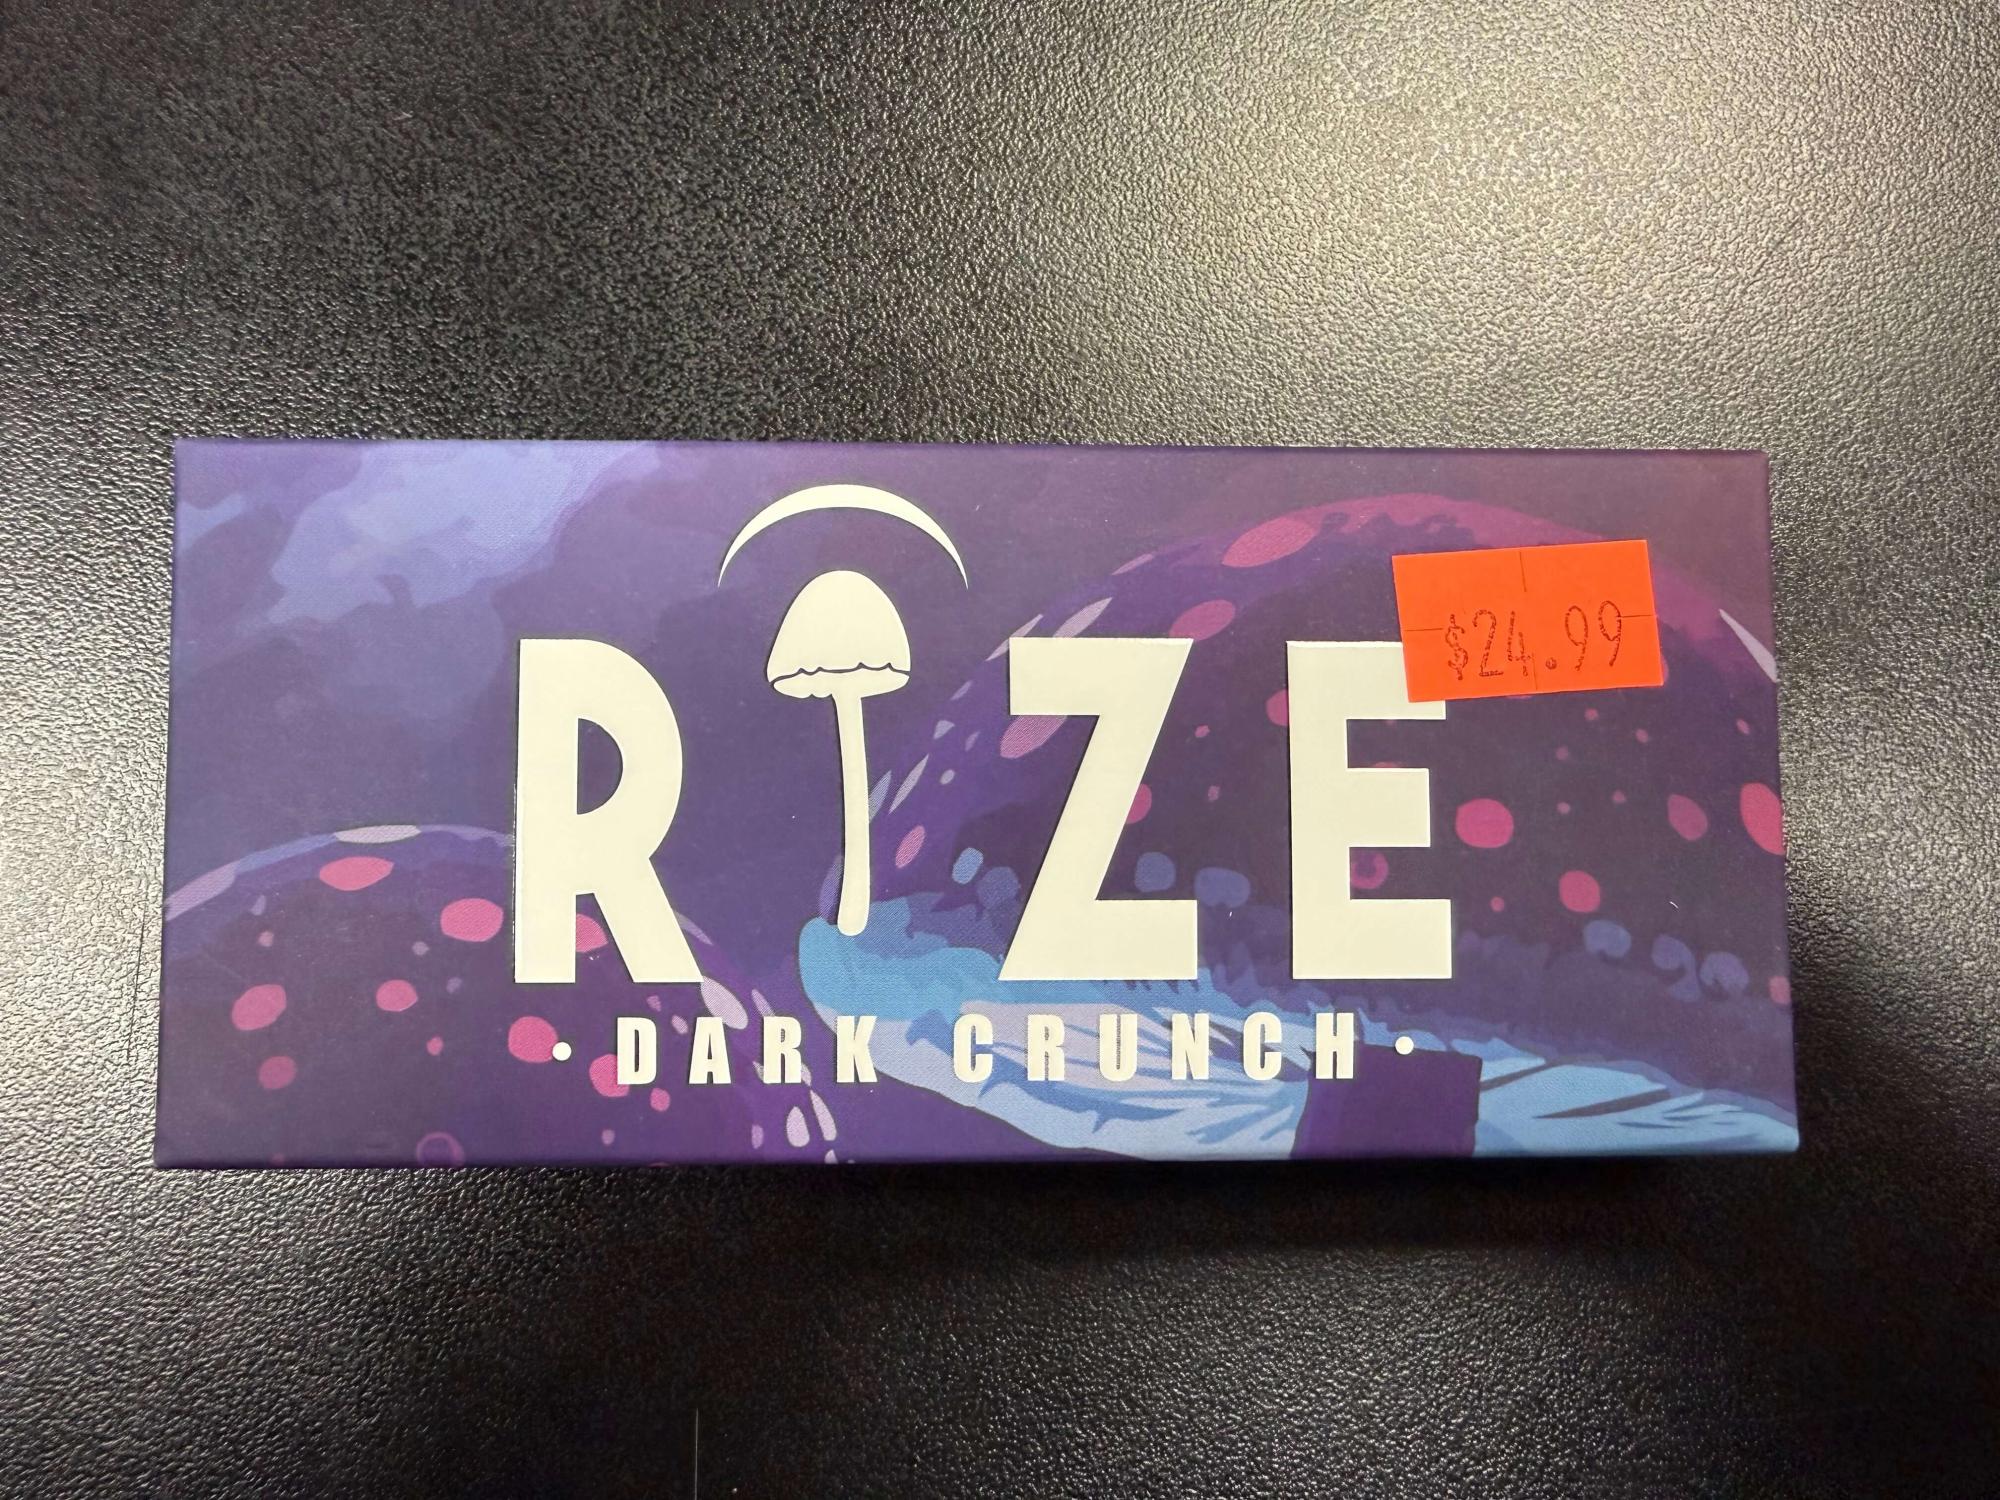 RIZE
$24.99
• DARK CRUNCH •